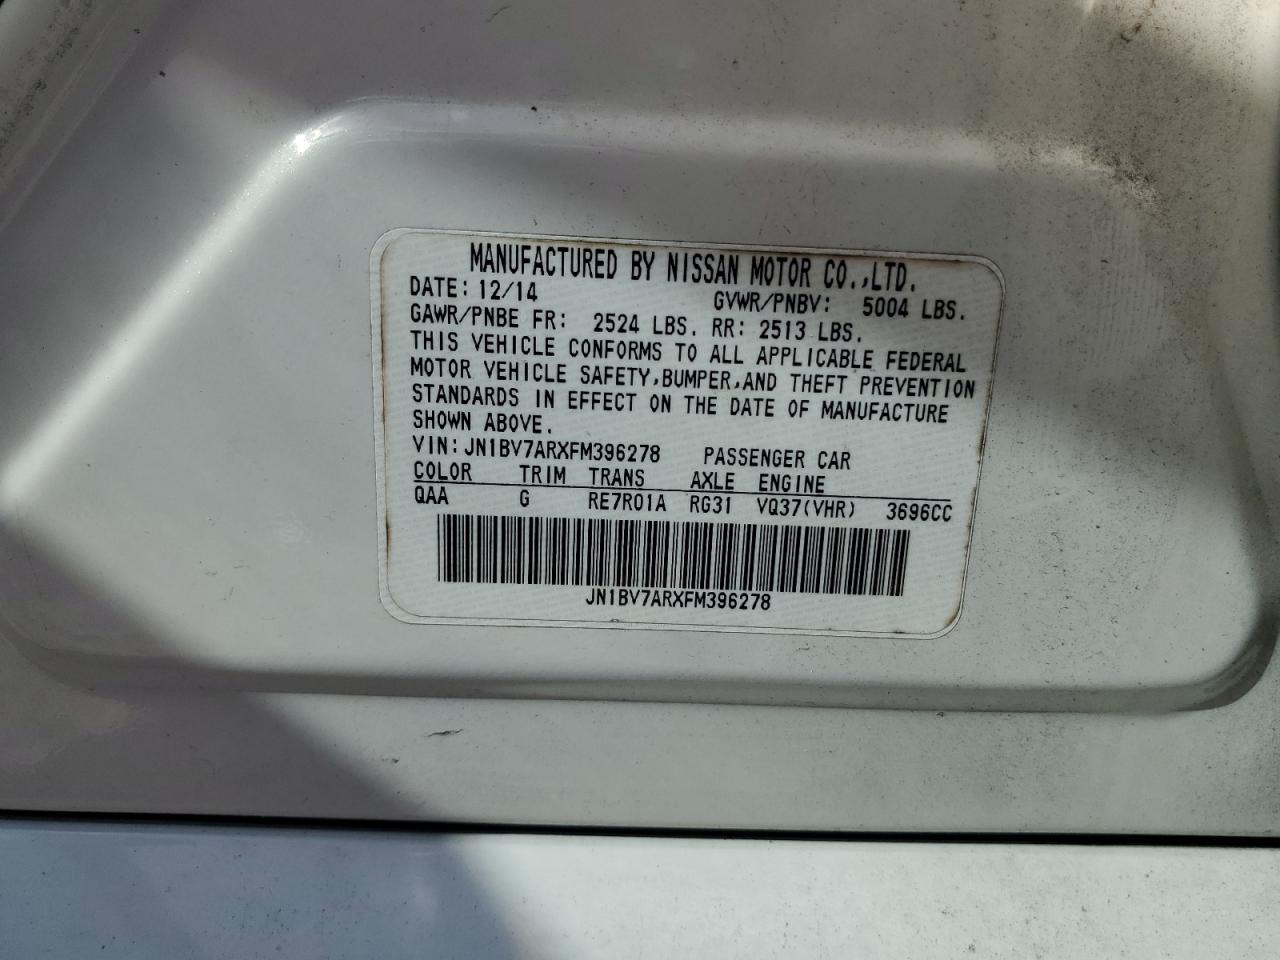 MANUFACTURED BY NISSAN MOTOR CO.,LTD.
DATE: 12/14 GVWR/PNBV: 5004 LBS.
GAWR/PNBE FR: 2524 LBS. RR: 2513 LBS.
THIS VEHICLE CONFORMS TO ALL APPLICABLE FEDERAL
MOTOR VEHICLE SAFETY,BUMPER,AND THEFT PREVENTION
STANDARDS IN EFFECT ON THE DATE OF MANUFACTURE
SHOWN ABOVE.
VIN:JN1BV7ARXFM396278 PASSENGER CAR
COLOR TRIM TRANS AXLE ENGINE
QAA G RE7R01A RG31 VQ37(VHR) 3696CC
JN1BV7ARXFM396278